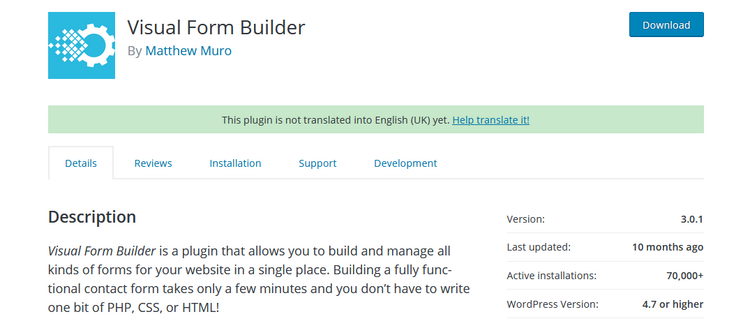 Visual Form Builder
Download
By Matthew Muro
This plugin is not translated into English (UK) yet. Help translate it!
Details Reviews Installation Support Development
Description
Visual Form Builder is a plugin that allows you to build and manage all
kinds of forms for your website in a single place. Building a fully func-
tional contact form takes only a few minutes and you don’t have to write
one bit of PHP, CSS, or HTML!
Version: 3.0.1
Last updated: 10 months ago
Active installations: 70,000+
WordPress Version: 4.7 or higher